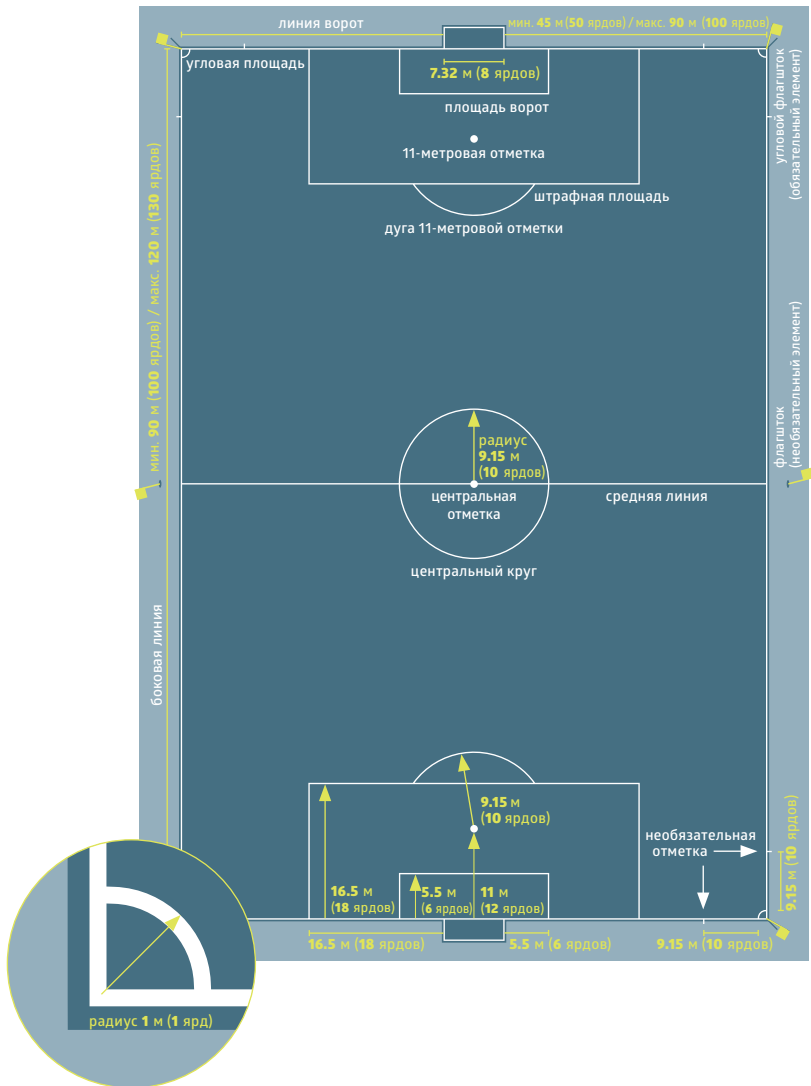 линия ворот
мин. 45 м (50 ярдов) / макс. 90 м (100 ярдов)
угловая площадь
7.32 м (8 ярдов)
площадь ворот
11-метровая отметка
штрафная площадь
дуга 11-метровой отметки
угловой флагшток
(обязательный элемент)
мин. 90 м (100 ярдов) / макс. 120 м (130 ярдов)
флагшток
(необязательный элемент)
радиус
9.15 м
(10 ярдов)
центральная
отметка
средняя линия
центральный круг
боковая линия
9.15 м
(10 ярдов)
необязательная
отметка
9.15 м (10 ярдов)
16.5 м
(18 ярдов)
5.5 м
(6 ярдов)
11 м
(12 ярдов)
16.5 м (18 ярдов)
5.5 м (6 ярдов)
9.15 м (10 ярдов)
радиус 1 м (1 ярд)